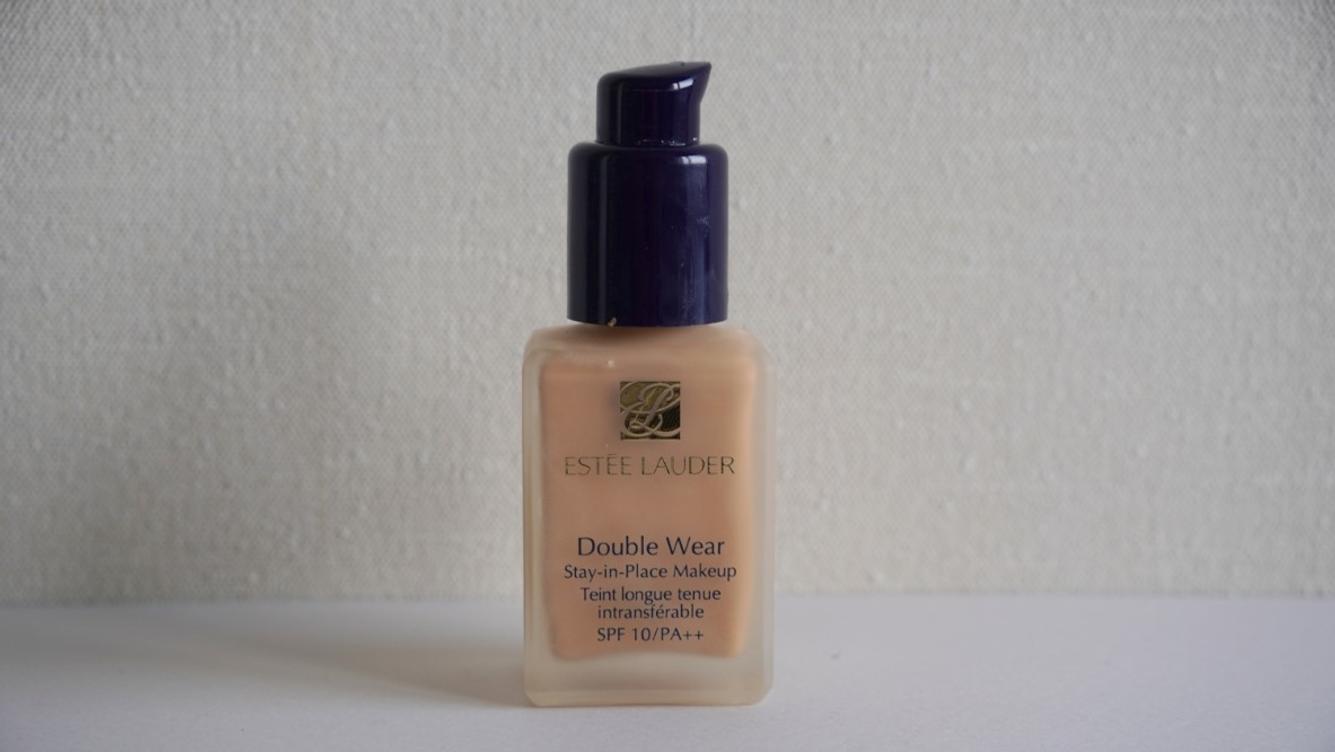 ESTĒE LAUDER
Double Wear
Stay-in-Place Makeup
Teint longue tenue
intransférable
SPF 10/PA++